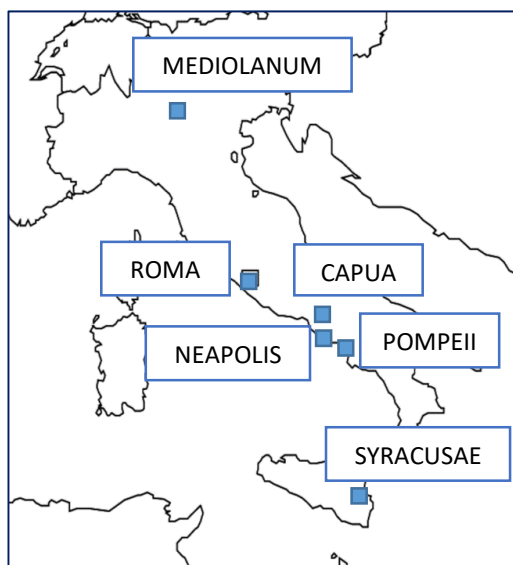 MEDIOLANUM
ROMA
CAPUA
NEAPOLIS
POMPEII
SYRACUSAE